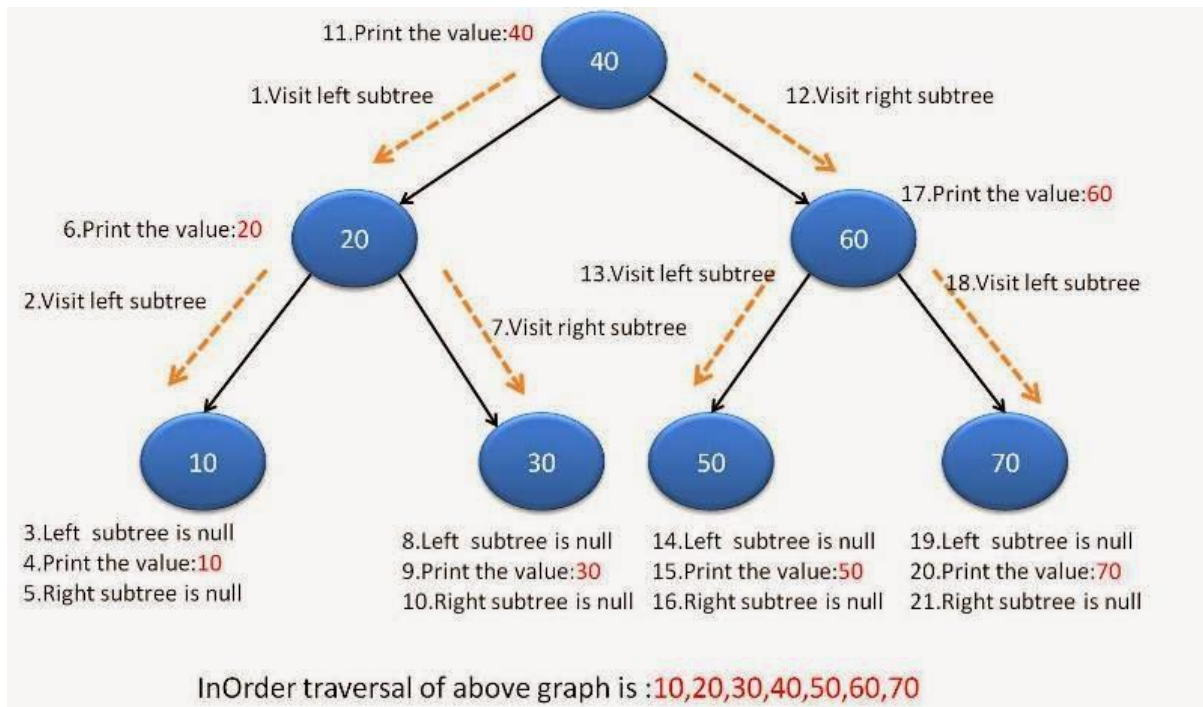 11.Print the value:40
40
1.Visit left subtree
12.Visit right subtree
17.Print the value:60
6.Print the value:20
20
60
13.Visit left subtree
18.Visit left subtree
2.Visit left subtree
7.Visit right subtree
10
30
50
70
3.Left subtree is null
4.Print the value:10
5.Right subtree is null
8.Left subtree is null
9.Print the value:30
10.Right subtree is null
14.Left subtree is null
15.Print the value:50
16.Right subtree is null
19.Left subtree is null
20.Print the value:70
21.Right subtree is null
InOrder traversal of above graph is :10,20,30,40,50,60,70